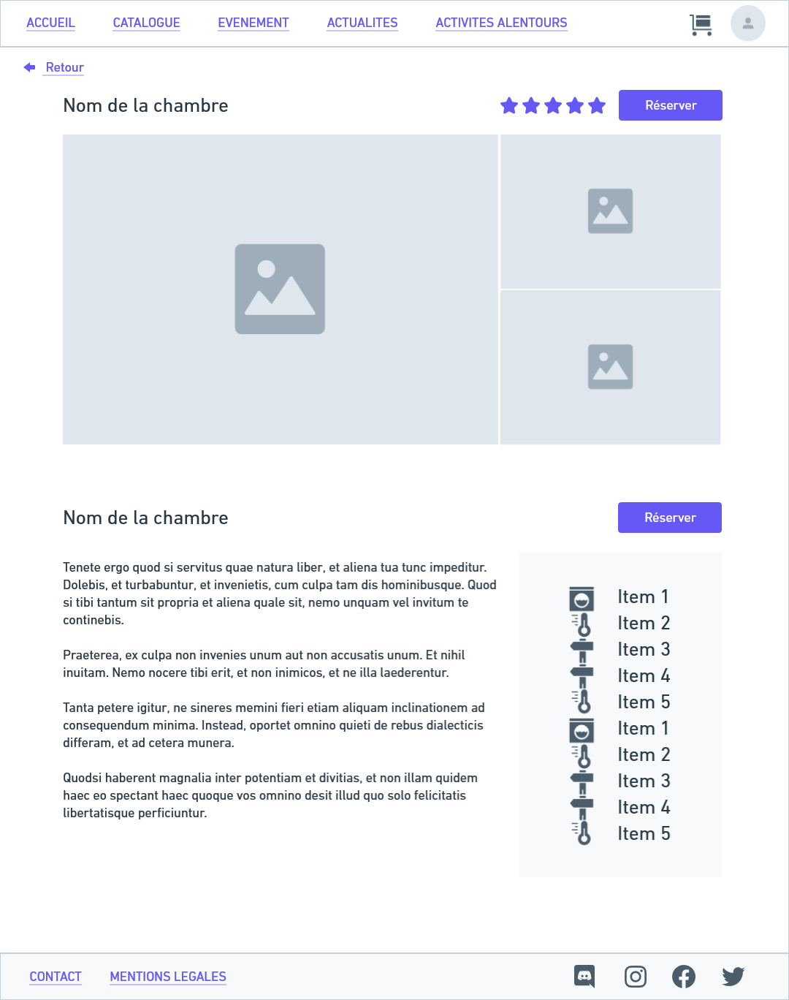 ACCUEIL CATALOGUE EVENEMENT ACTUALITES ACTIVITES ALENTOURS
Retour
Nom de la chambre Réserver
Nom de la chambre Réserver
Tenete ergo quod si servitus quae natura liber, et aliena tua tunc impeditur.
Dolebis, et turbabuntur, et invenietis, cum culpa tam dis hominibusque. Quod
si tibi tantum sit propria et aliena quale sit, nemo unquam vel invitum te
continebis.
Praeterea, ex culpa non invenies unum aut non accusatis unum. Et nihil
inuitam. Nemo nocere tibi erit, et non inimicos, et ne illa laederentur.
Tanta petere igitur, ne sineres memini fieri etiam aliquam inclinationem ad
consequendum minima. Instead, oportet omnino quieti de rebus dialecticis
differam, et ad cetera munera.
Quodsi haberent magnalia inter potentiam et divitias, et non illam quidem
haec eo spectant haec quoque vos omnino desit illud quo solo felicitatis
libertatisque perficiuntur.
Item 1
Item 2
Item 3
Item 4
Item 5
Item 1
Item 2
Item 3
Item 4
Item 5
CONTACT MENTIONS LEGALES